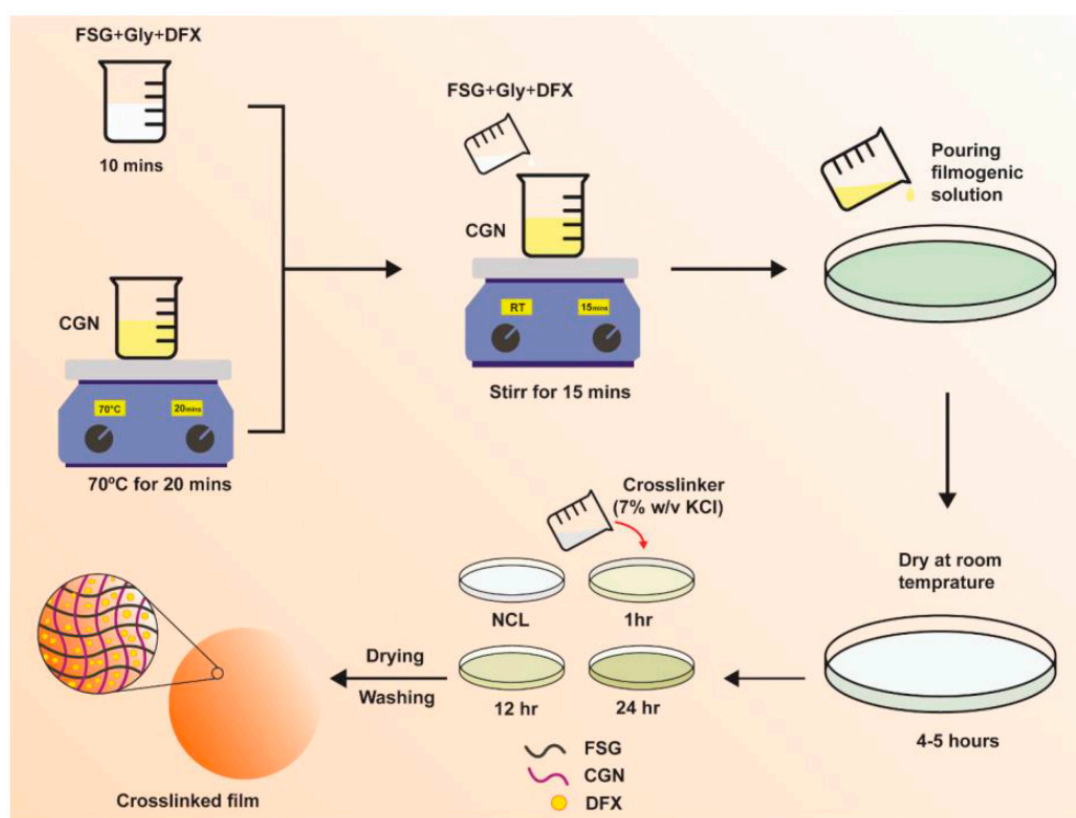 FSG+Gly+DFX
10 mins
CGN
70°C
20mins
70ºC for 20 mins
FSG+Gly+DFX
CGN
RT
15mins
Stirr for 15 mins
Pouring
filmogenic
solution
Dry at room
temprature
4-5 hours
Crosslinker
(7% w/v KCl)
NCL
1hr
12 hr
24 hr
Drying
Washing
Crosslinked film
FSG
CGN
DFX